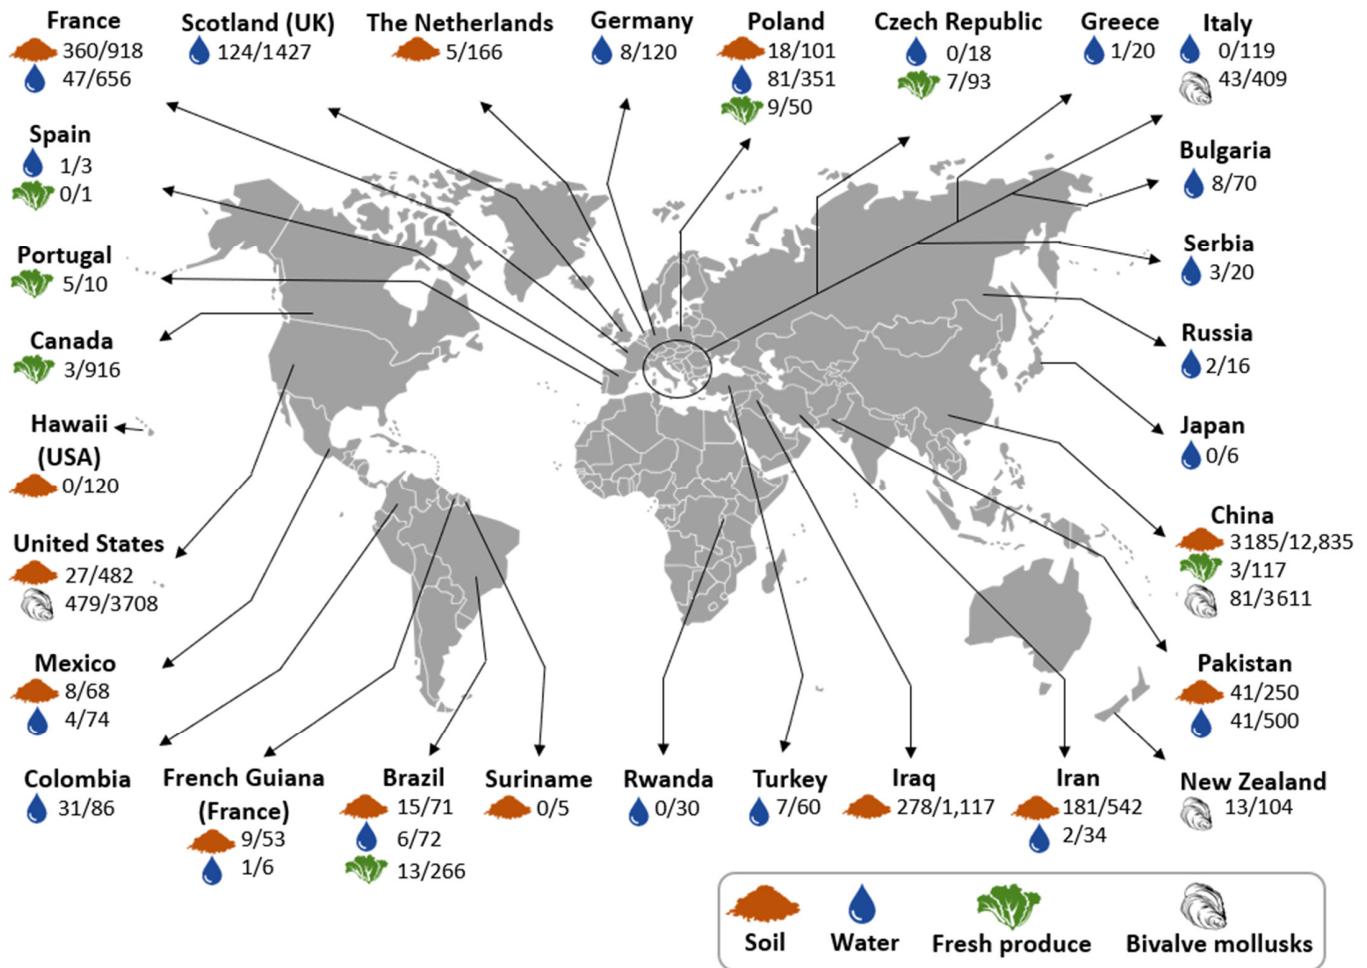 France
360/918
47/656
Scotland (UK)
124/1427
The Netherlands
5/166
Germany
8/120
Poland
18/101
81/351
9/50
Czech Republic
0/18
7/93
Greece
1/20
Italy
0/119
43/409
Spain
1/3
0/1
Bulgaria
8/70
Portugal
5/10
Serbia
3/20
Canada
3/916
Russia
2/16
Hawaii
(USA)
0/120
Japan
0/6
United States
27/482
479/3708
China
3185/12,835
3/117
81/3611
Mexico
8/68
4/74
Pakistan
41/250
41/500
Colombia
31/86
French Guiana
(France)
9/53
1/6
Brazil
15/71
6/72
13/266
Suriname
0/5
Rwanda
0/30
Turkey
7/60
Iraq
278/1,117
Iran
181/542
2/34
New Zealand
13/104
Soil
Water
Fresh produce
Bivalve mollusks